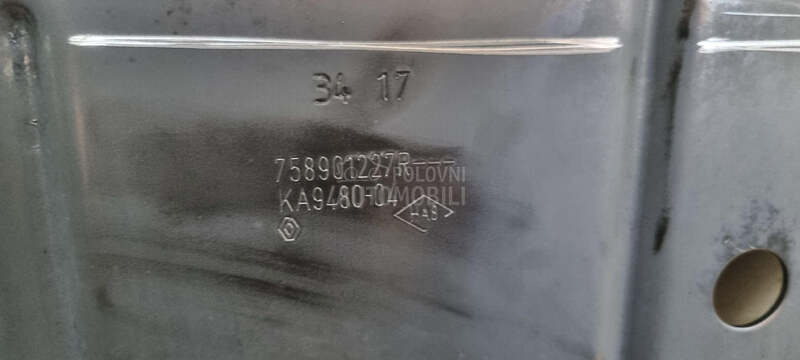 34 17
758901227R---
POLOVNI
KA9480-04 HAB
AUTOMOBILI